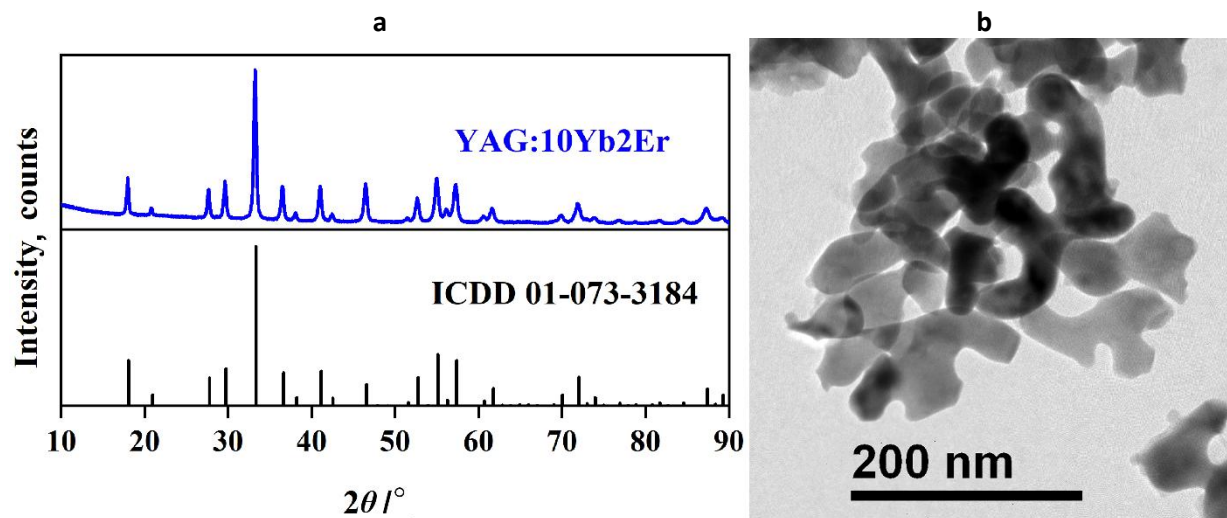 a
b
Intensity, counts
YAG:10Yb2Er
ICDD 01-073-3184
10 20 30 40 50 60 70 80 90
2θ /°
200 nm